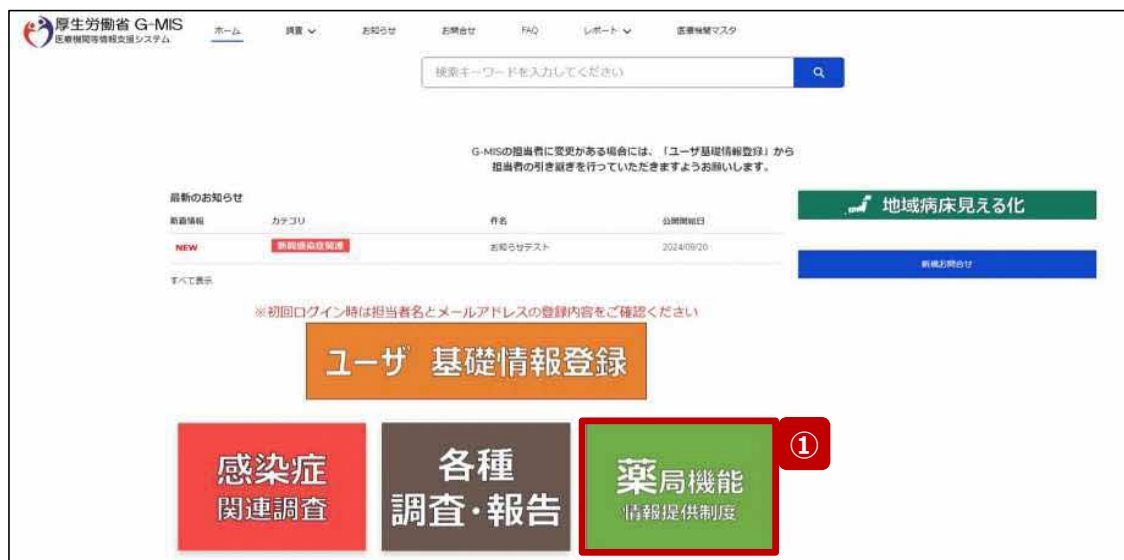 厚生労働省 G-MIS
医療機関等情報支援システム
ホーム 調査 お知らせ お問合せ FAQ レポート 医療機関マスタ
検索キーワードを入力してください
G-MISの担当者に変更がある場合には、「ユーザ基礎情報登録」から
担当者の引き継ぎを行っていただきますようお願いします。
最新のお知らせ
新着情報 カテゴリ 件名 公開開始日
NEW 新興感染症関連 お知らせテスト 2024/09/20
すべて表示
地域病床見える化
新規お問合せ
※初回ログイン時は担当者名とメールアドレスの登録内容をご確認ください
ユーザ 基礎情報登録
感染症
関連調査
各種
調査・報告
薬局機能
情報提供制度
①